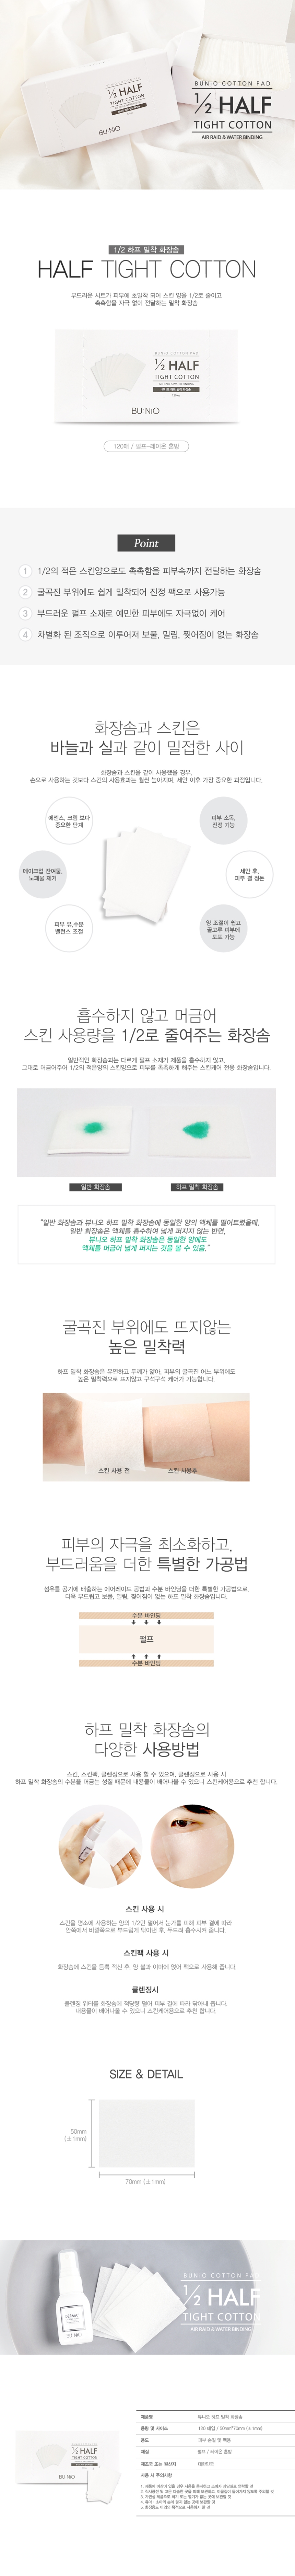 1/2 HALF
TIGHT COTTON
BU NiO
BUNiO COTTON PAD
1/2 HALF
TIGHT COTTON
AIR RAID & WATER BINDING
1/2 하프 밀착 화장솜
HALF TIGHT COTTON
부드러운 시트가 피부에 초밀착 되어 스킨 양을 1/2로 줄이고
촉촉함을 자극 없이 전달하는 밀착 화장솜
BUNiO COTTON PAD
1/2 HALF
TIGHT COTTON
BU NiO
120매 / 펄프-레이온 혼방
Point
1 1/2의 적은 스킨양으로도 촉촉함을 피부속까지 전달하는 화장솜
2 굴곡진 부위에도 쉽게 밀착되어 진정 팩으로 사용가능
3 부드러운 펄프 소재로 예민한 피부에도 자극없이 케어
4 차별화 된 조직으로 이루어져 보풀, 밀림, 찢어짐이 없는 화장솜
화장솜과 스킨은
바늘과 실과 같이 밀접한 사이
화장솜과 스킨을 같이 사용했을 경우,
손으로 사용하는 것보다 스킨의 사용효과는 훨씬 높아지며, 세안 이후 가장 중요한 과정입니다.
에센스, 크림 보다
중요한 단계
피부 소독,
진정 기능
메이크업 잔여물,
노폐물 제거
세안 후,
피부 결 정돈
피부 유,수분
밸런스 조절
양 조절이 쉽고
골고루 피부에
도포 가능
흡수하지 않고 머금어
스킨 사용량을 1/2로 줄여주는 화장솜
일반적인 화장솜과는 다르게 펄프 소재가 제품을 흡수하지 않고,
그대로 머금어주어 1/2의 적은양의 스킨양으로 피부를 촉촉하게 해주는 스킨케어 전용 화장솜입니다.
일반 화장솜
하프 밀착 화장솜
"일반 화장솜과 뷰니오 하프 밀착 화장솜에 동일한 양의 액체를 떨어트렸을때,
일반 화장솜은 액체를 흡수하여 넓게 퍼지지 않는 반면,
뷰니오 하프 밀착 화장솜은 동일한 양에도
액체를 머금어 넓게 퍼지는 것을 볼 수 있음."
굴곡진 부위에도 뜨지않는
높은 밀착력
하프 밀착 화장솜은 유연하고 두께가 얇아, 피부의 굴곡진 어느 부위에도
높은 밀착력으로 뜨지않고 구석구석 케어가 가능합니다.
스킨 사용 전
스킨 사용후
피부의 자극을 최소화하고,
부드러움을 더한 특별한 가공법
섬유를 공기에 배출하는 에어레이드 공법과 수분 바인딩을 더한 특별한 가공법으로,
더욱 부드럽고 보풀, 밀림, 찢어짐이 없는 하프 밀착 화장솜입니다.
수분 바인딩
펄프
수분 바인딩
하프 밀착 화장솜의
다양한 사용방법
스킨, 스킨팩, 클렌징으로 사용 할 수 있으며, 클렌징으로 사용 시
하프 밀착 화장솜의 수분을 머금는 성질 때문에 내용물이 베어나올 수 있으니 스킨케어용으로 추천 합니다.
스킨 사용 시
스킨을 평소에 사용하는 양의 1/2만 덜어서 눈가를 피해 피부 결에 따라
안쪽에서 바깥쪽으로 부드럽게 닦아낸 후, 두드려 흡수시켜 줍니다.
스킨팩 사용 시
화장솜에 스킨을 듬뿍 적신 후, 양 볼과 이마에 얹어 팩으로 사용해 줍니다.
클렌징시
클렌징 워터를 화장솜에 적당량 덜어 피부 결에 따라 닦아내 줍니다.
내용물이 베어나올 수 있으니 스킨케어용으로 추천 합니다.
SIZE & DETAIL
50mm
(±1mm)
70mm (±1mm)
BUNiO COTTON PAD
1/2 HALF
TIGHT COTTON
AIR RAID & WATER BINDING
1/2 HALF
TIGHT COTTON
BU NiO
제품명 뷰니오 하프 밀착 화장솜
용량 및 사이즈 120 매입 / 50mm*70mm (±1mm)
용도 피부 손질 및 팩용
재질 펄프 / 레이온 혼방
제조국 또는 원산지 대한민국
사용 시 주의사항